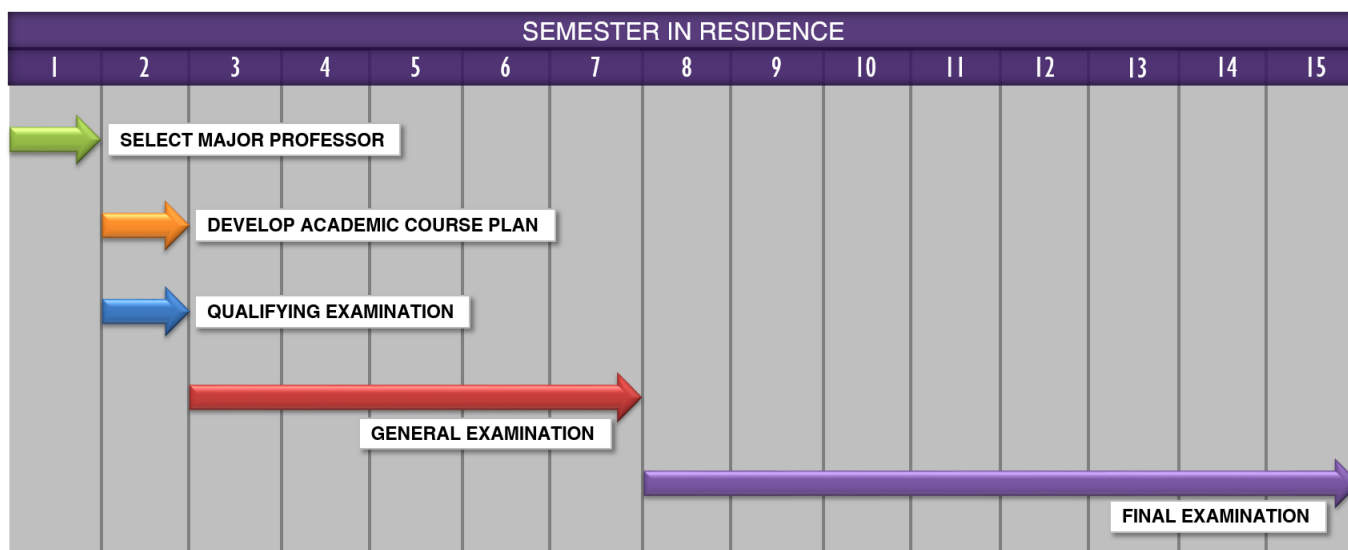 SEMESTER IN RESIDENCE
1 2 3 4 5 6 7 8 9 10 11 12 13 14 15
SELECT MAJOR PROFESSOR
DEVELOP ACADEMIC COURSE PLAN
QUALIFYING EXAMINATION
GENERAL EXAMINATION
FINAL EXAMINATION